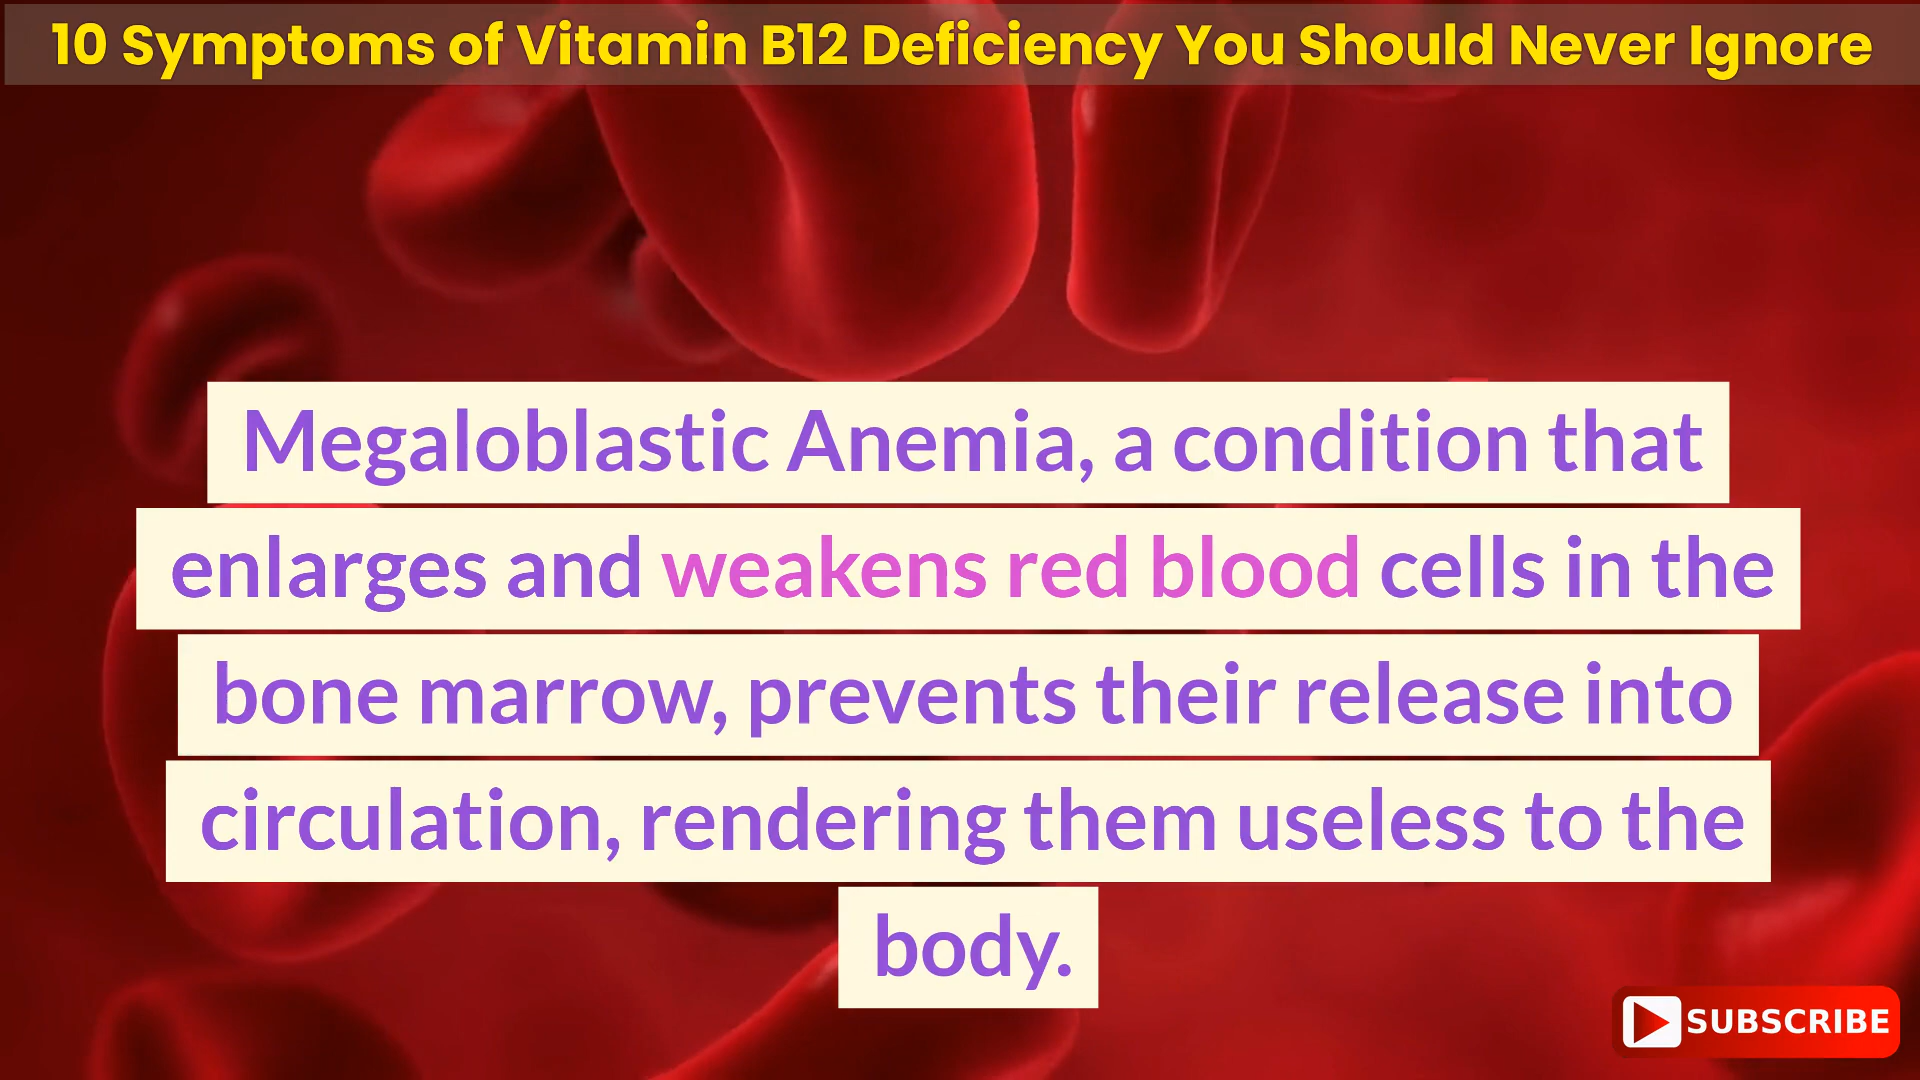 10 Symptoms of Vitamin B12 Deficiency You Should Never Ignore
Megaloblastic Anemia, a condition that
enlarges and weakens red blood cells in the
bone marrow, prevents their release into
circulation, rendering them useless to the
body.
SUBSCRIBE